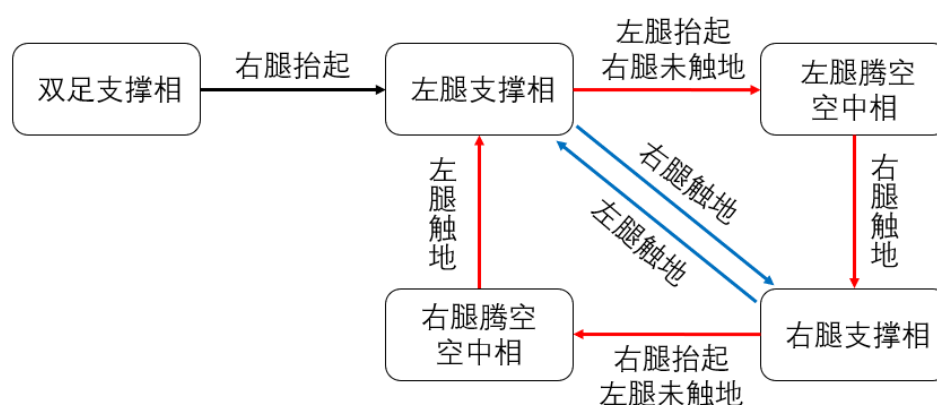 双足支撑相
右腿抬起
左腿支撑相
左腿抬起
右腿未触地
左腿腾空
空中相
右腿触地
右腿触地
左腿触地
左腿触地
右腿腾空
空中相
右腿抬起
左腿未触地
右腿支撑相